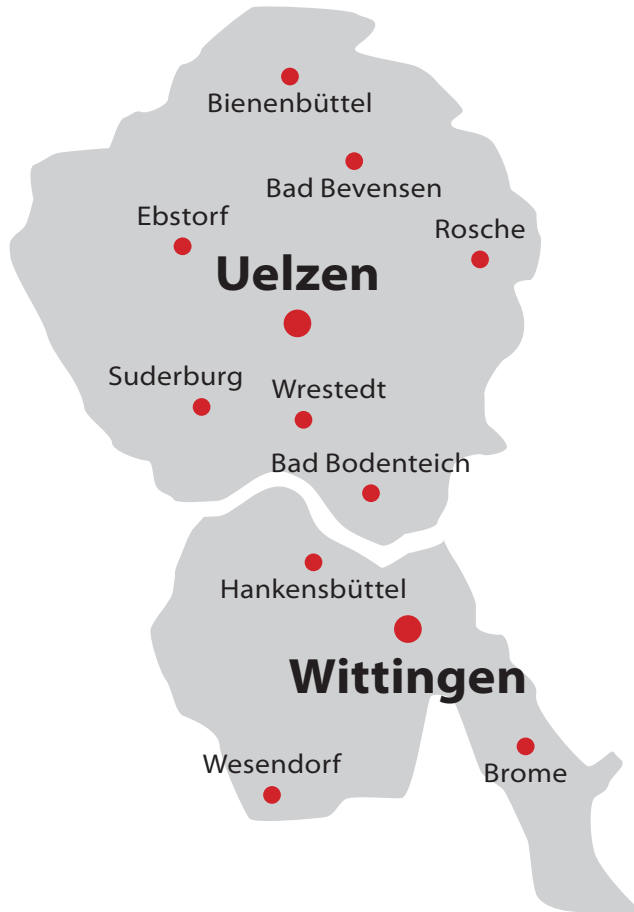 Bienenbüttel
Bad Bevensen
Ebstorf
Rosche
Uelzen
Suderburg
Wrestedt
Bad Bodenteich
Hankensbüttel
Wittingen
Wesendorf
Brome